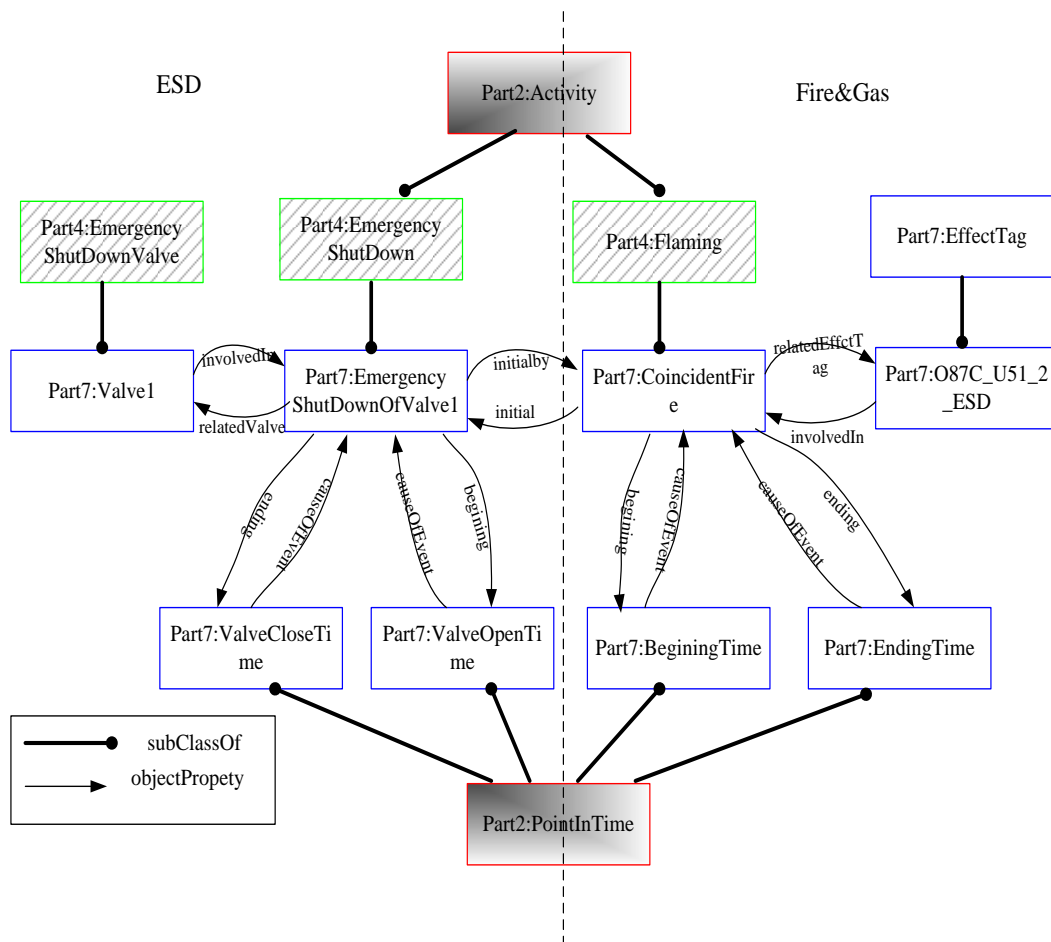 ESD
Part2:Activity
Fire&Gas
Part4:Emergency
ShutDownValve
Part4:Emergency
ShutDown
Part4:Flaming
Part7:EffectTag
involvedIn
initialby
relatedEffctT
ag
Part7:Valve1
Part7:Emergency
ShutDownOfValve1
Part7:CoincidentFir
e
Part7:O87C_U51_2
_ESD
relatedValve
initial
involvedIn
ending
causeOfEvent
causeOfEvent
begining
begining
causeOfEvent
causeOfEvent
ending
Part7:ValveCloseTi
me
Part7:ValveOpenTi
me
Part7:BeginingTime
Part7:EndingTime
subClassOf
objectPropety
Part2:PointInTime